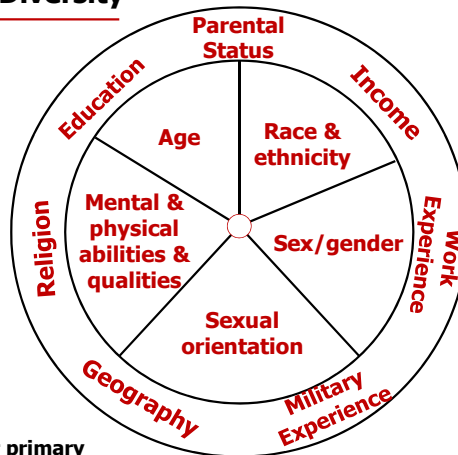 Diversity
Parental
Status
Education
Income
Age
Race &
ethnicity
Religion
Mental &
physical
abilities &
qualities
Sex/gender
Work
Experience
Sexual
orientation
Geography
Military
Experience
primary